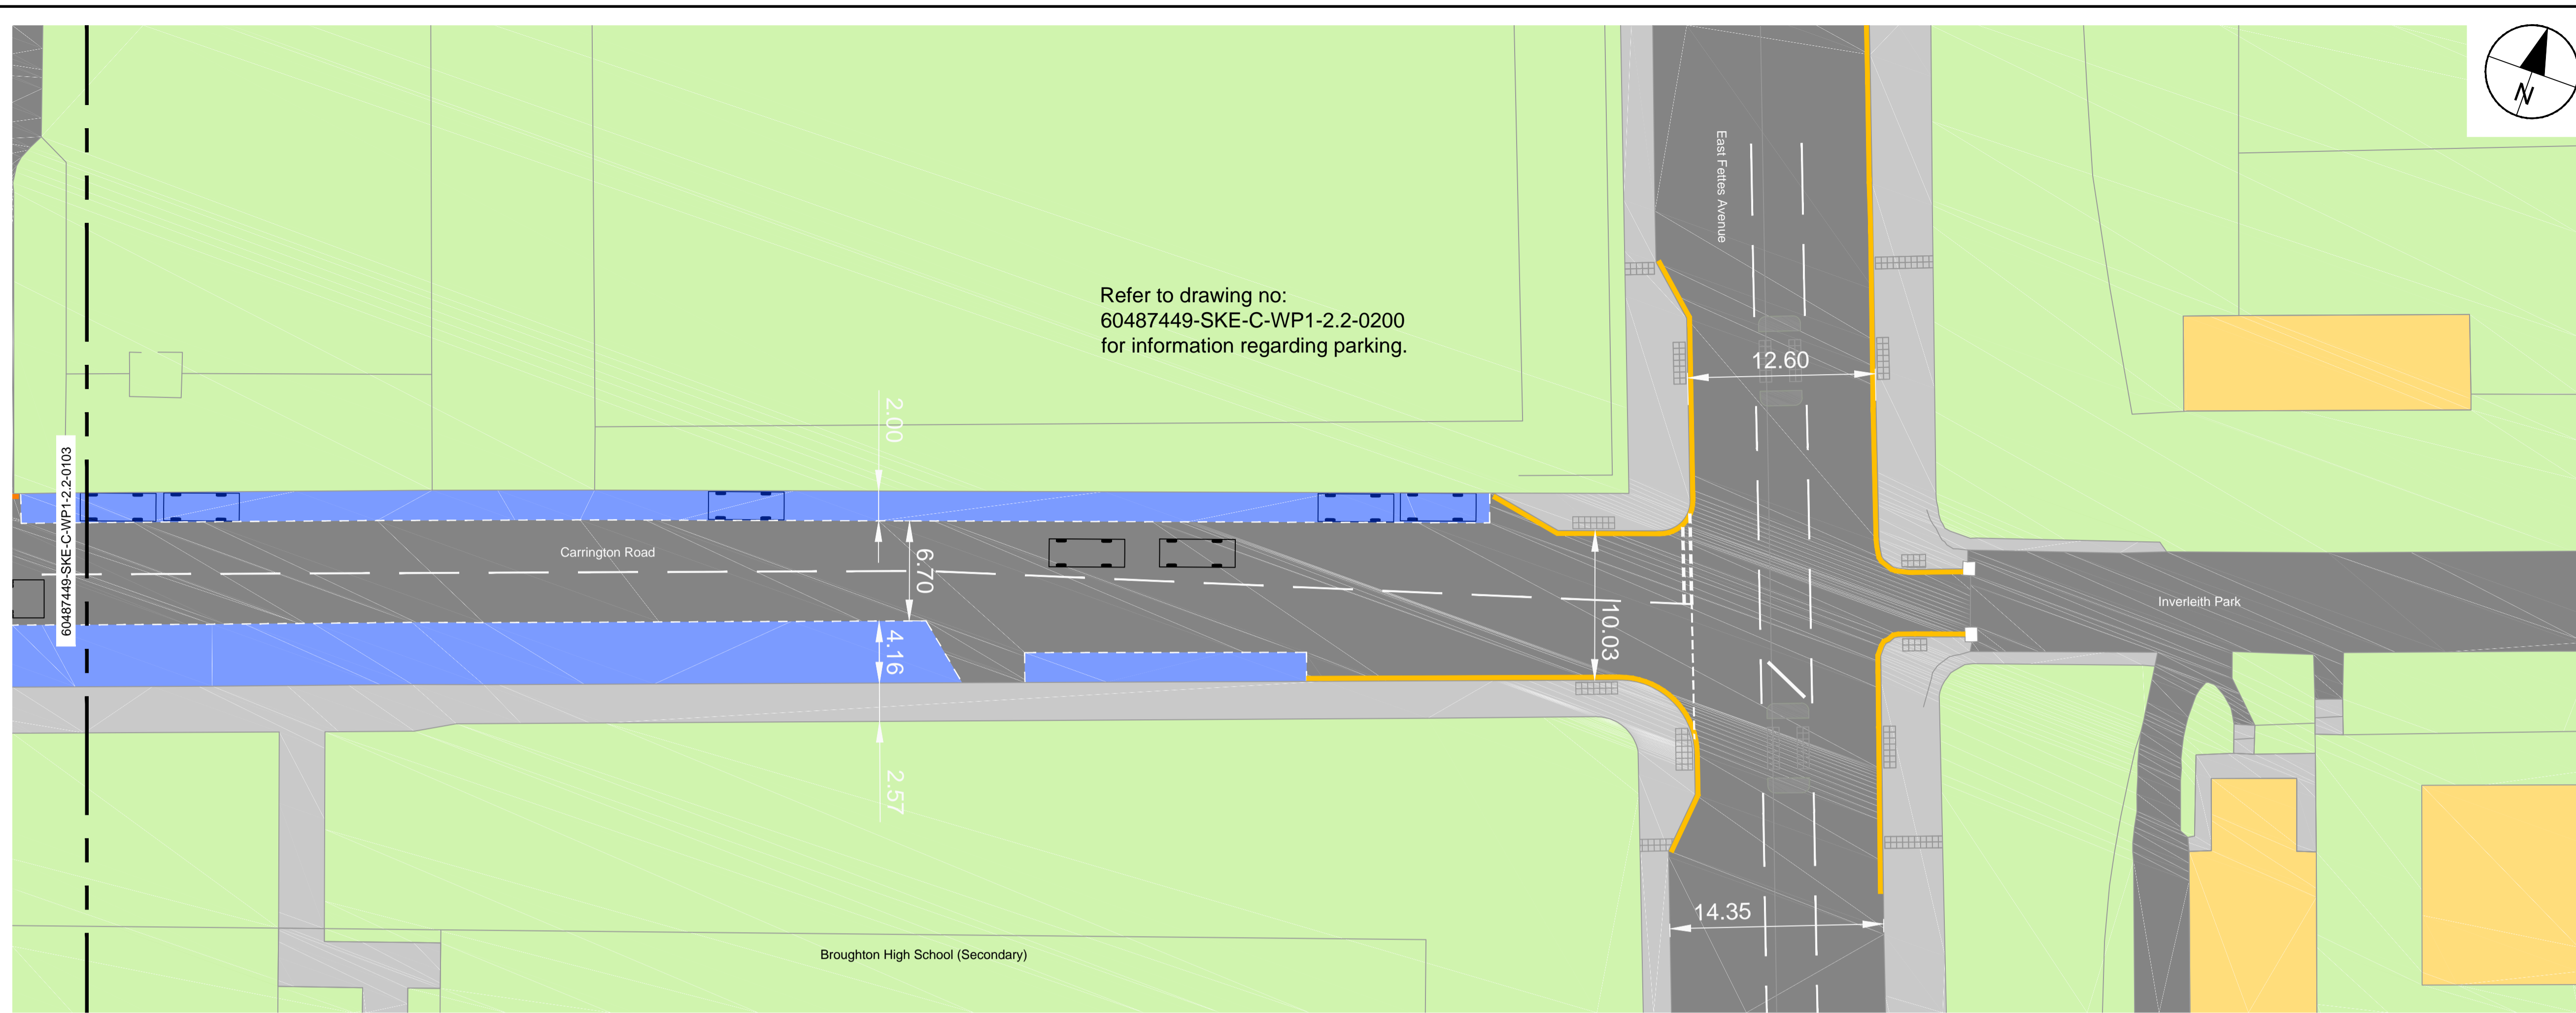 N
East Fettes Avenue
Refer to drawing no:
60487449-SKE-C-WP1-2.2-0200
for information regarding parking.
12.60
2.00
60487449-SKE-C-WP1-2.2-0103
Carrington Road
6.70
Inverleith Park
10.03
4.16
2.57
14.35
Broughton High School (Secondary)